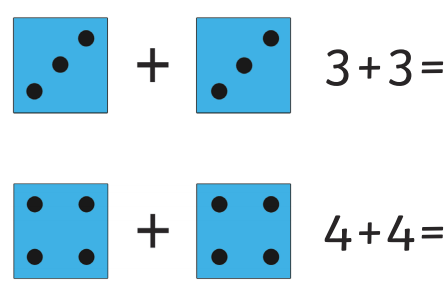 + 3+3=
+ 4+4=